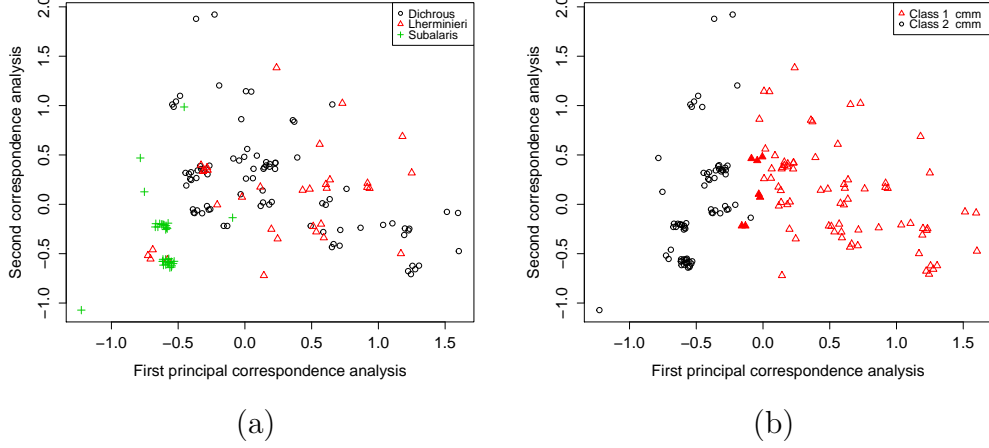 Dichrous
Lherminieri
Subalaris
Second correspondence analysis
2.0
1.5
1.0
0.5
0.0
−0.5
−1.0
−1.0
−0.5
0.0
0.5
1.0
1.5
First principal correspondence analysis
(a)
Class 1 cmm
Class 2 cmm
Second correspondence analysis
2.0
1.5
1.0
0.5
0.0
−0.5
−1.0
−1.0
−0.5
0.0
0.5
1.0
1.5
First principal correspondence analysis
(b)